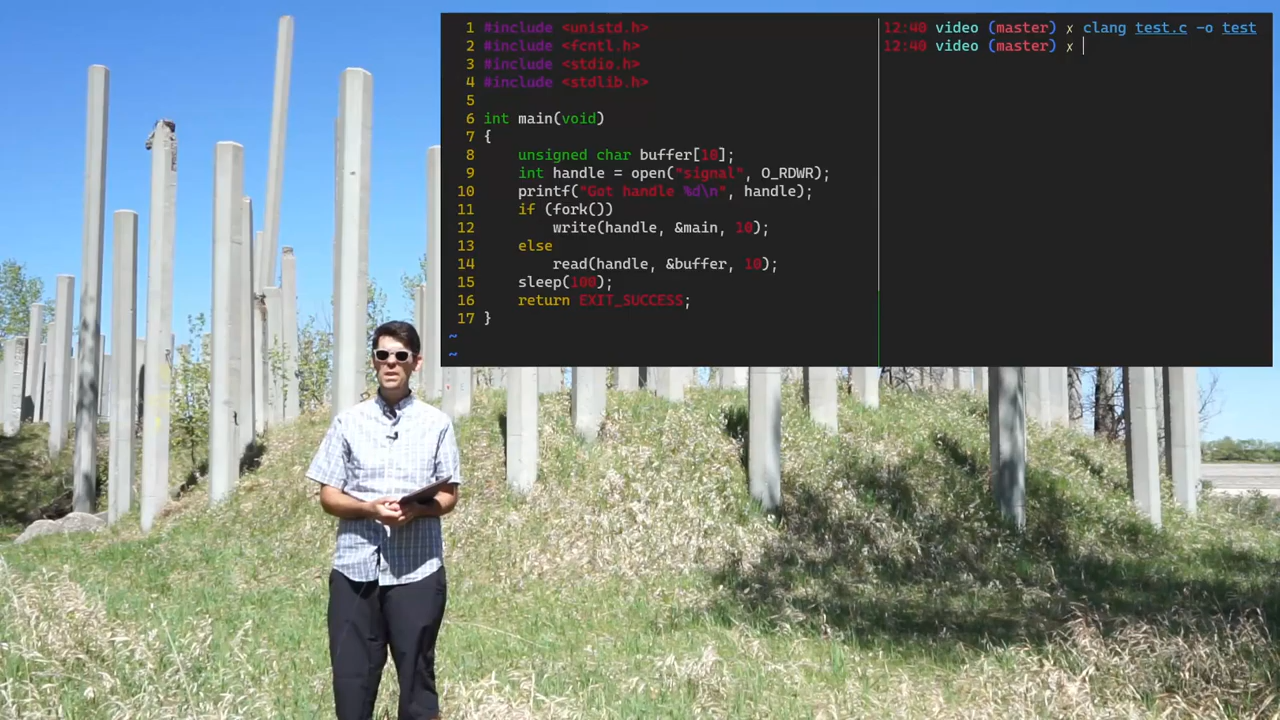 1 #include <unistd.h>
2 #include <fcntl.h>
3 #include <stdio.h>
4 #include <stdlib.h>
5
6 int main(void)
7 {
8 unsigned char buffer[10];
9 int handle = open("signal", O_RDWR);
10 printf("Got handle %d\n", handle);
11 if (fork())
12 write(handle, &main, 10);
13 else
14 read(handle, &buffer, 10);
15 sleep(100);
16 return EXIT_SUCCESS;
17 }
~
~
12:40 video (master) ✗ clang test.c -o test
12:40 video (master) ✗